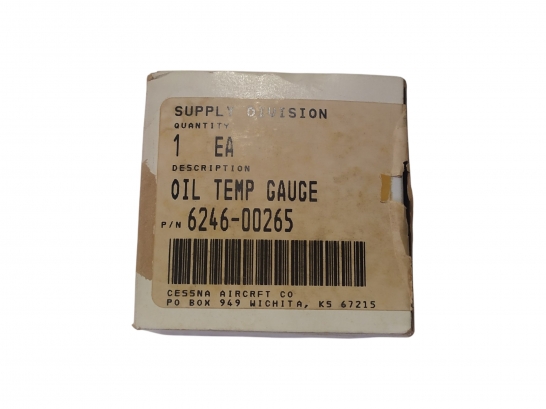 SUPPLY DIVISION
QUANTITY
1 EA
DESCRIPTION
OIL TEMP GAUGE
P/N 6246-00265
CESSNA AIRCRFT CO
PO BOX 949 WICHITA, KS 67215